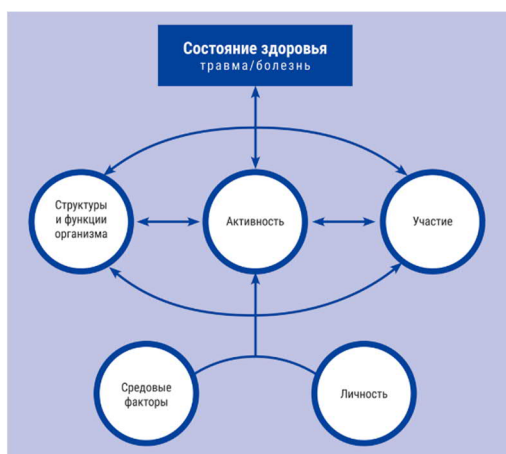 Состояние здоровья
травма/болезнь
Структуры
и функции
организма
Активность
Участие
Средовые
факторы
Личность